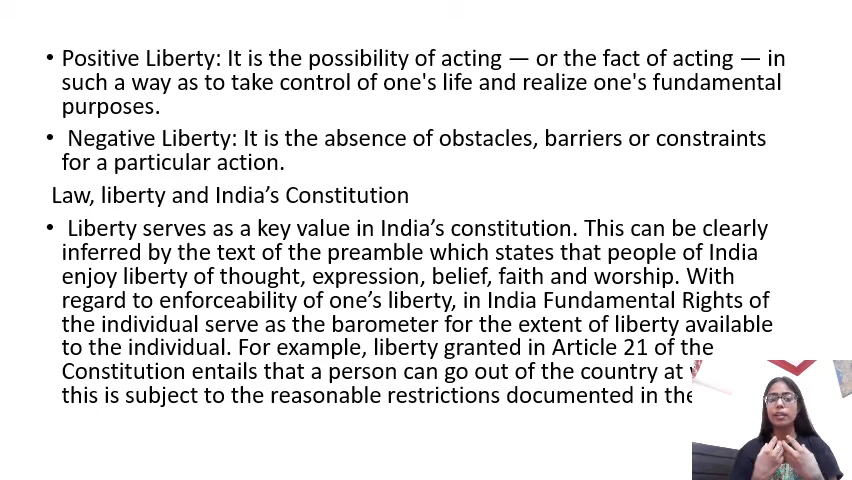 • Positive Liberty: It is the possibility of acting — or the fact of acting — in
such a way as to take control of one's life and realize one's fundamental
purposes.
• Negative Liberty: It is the absence of obstacles, barriers or constraints
for a particular action.
Law, liberty and India’s Constitution
• Liberty serves as a key value in India’s constitution. This can be clearly
inferred by the text of the preamble which states that people of India
enjoy liberty of thought, expression, belief, faith and worship. With
regard to enforceability of one’s liberty, in India Fundamental Rights of
the individual serve as the barometer for the extent of liberty available
to the individual. For example, liberty granted in Article 21 of the
Constitution entails that a person can go out of the country at
this is subject to the reasonable restrictions documented in the